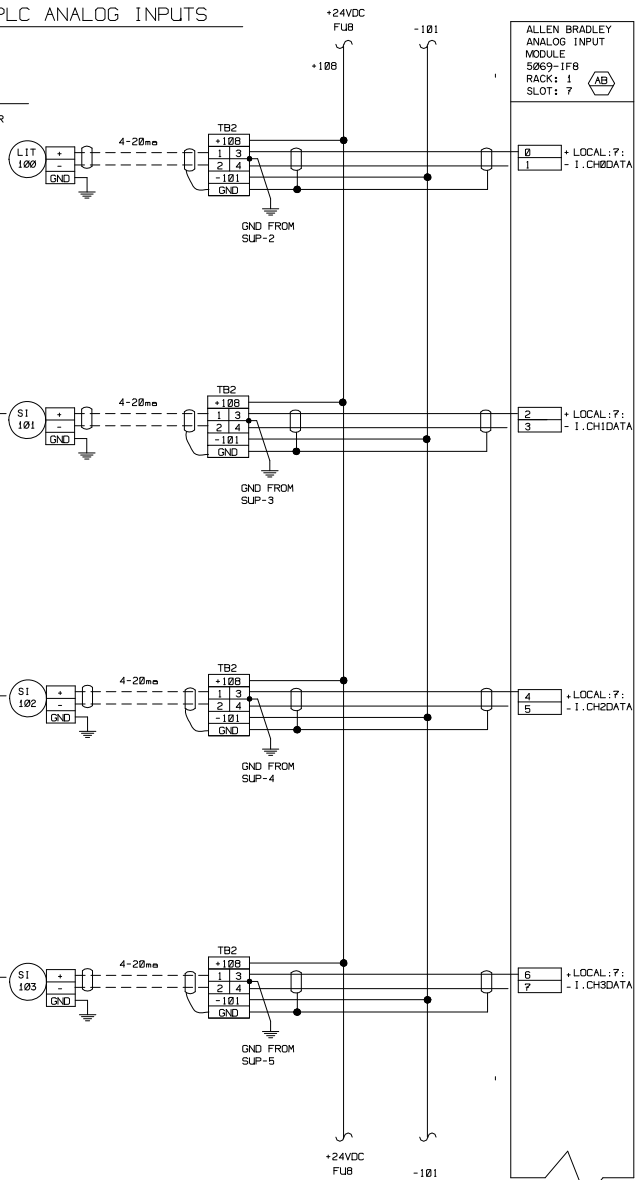 PLC ANALOG INPUTS
+24VDC
FU8
-101
+108
ALLEN BRADLEY
ANALOG INPUT
MODULE
5069-IF8
RACK: 1
SLOT: 7
AB
R
LIT
100
+
-
GND
4-20ma
TB2
+108
1 3
2 4
-101
GND
GND FROM
SUP-2
0
1
+ LOCAL:7:
- I.CH0DATA
SI
101
+
-
GND
4-20ma
TB2
+108
1 3
2 4
-101
GND
GND FROM
SUP-3
2
3
+ LOCAL:7:
- I.CH1DATA
SI
102
+
-
GND
4-20ma
TB2
+108
1 3
2 4
-101
GND
GND FROM
SUP-4
4
5
+LOCAL:7:
- I.CH2DATA
SI
103
+
-
GND
4-20ma
TB2
+108
1 3
2 4
-101
GND
GND FROM
SUP-5
6
7
+LOCAL:7:
- I.CH3DATA
+24VDC
FU8
-101